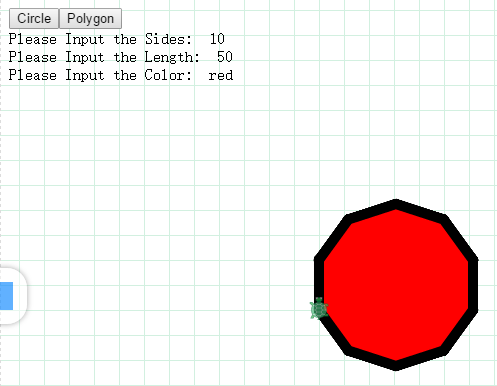 Circle Polygon
Please Input the Sides: 10
Please Input the Length: 50
Please Input the Color: red